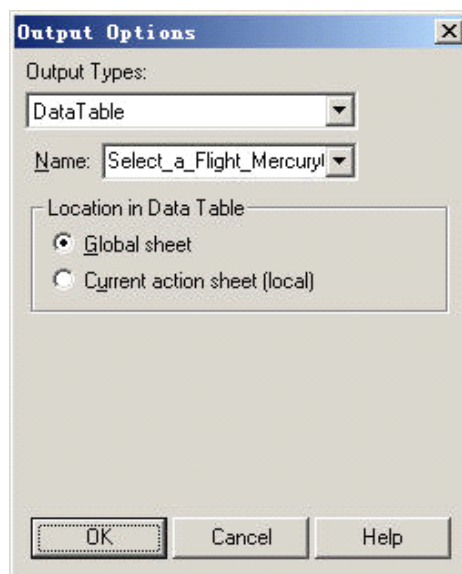 Output Options
Output Types:
DataTable
Name: Select_a_Flight_Mercury
Location in Data Table
Global sheet
Current action sheet (local)
OK Cancel Help